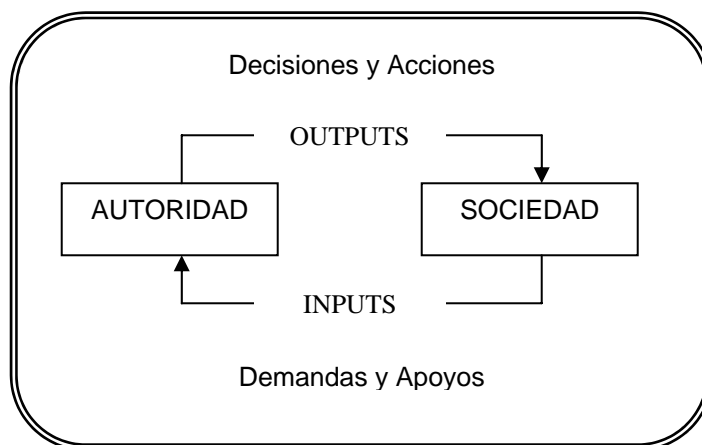 Decisiones y Acciones
OUTPUTS
AUTORIDAD
SOCIEDAD
INPUTS
Demandas y Apoyos